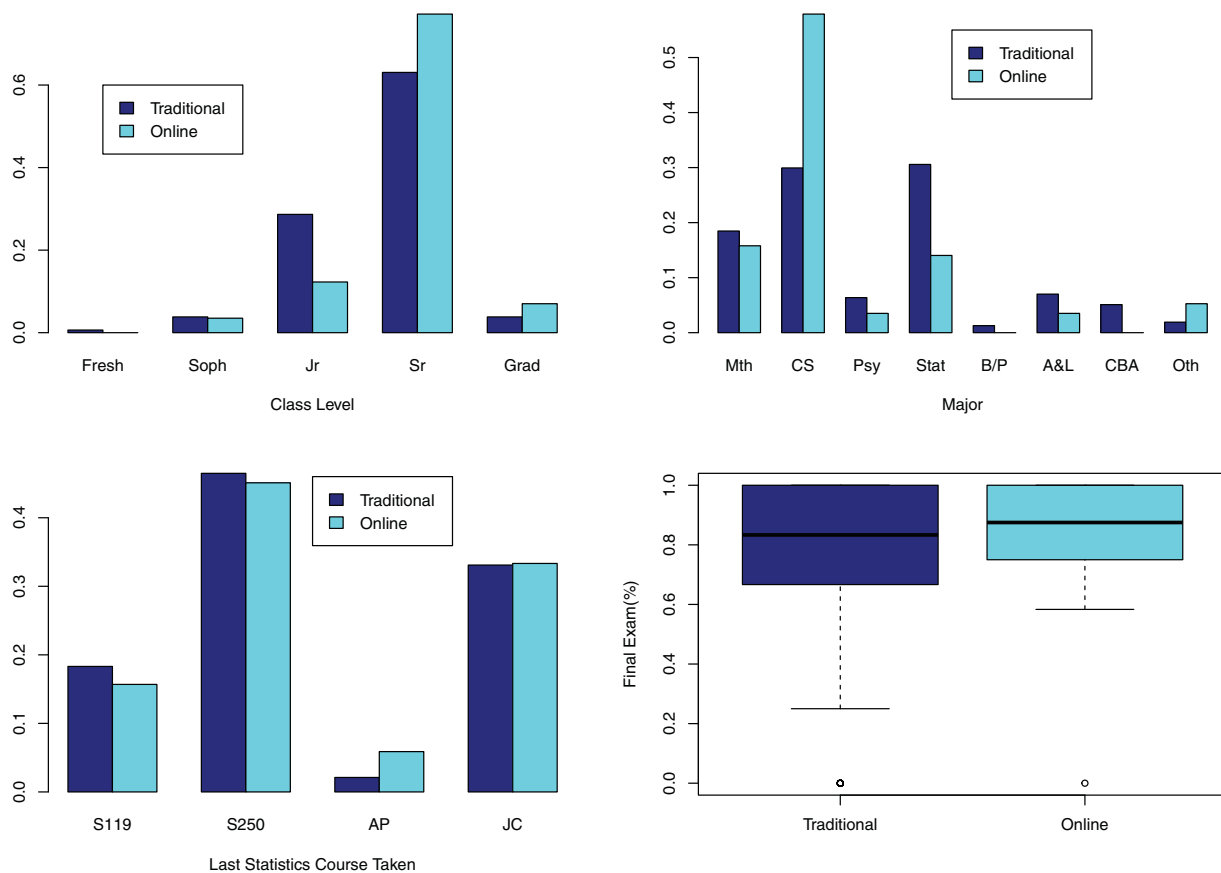 0.6
0.4
0.2
0.0
Traditional
Online
Fresh Soph Jr Sr Grad
Class Level
0.5
0.4
0.3
0.2
0.1
0.0
Traditional
Online
Mth CS Psy Stat B/P A&L CBA Oth
Major
0.4
0.3
0.2
0.1
0.0
Traditional
Online
S119 S250 AP JC
Last Statistics Course Taken
Final Exam(%)
1.0
0.8
0.6
0.4
0.2
0.0
Traditional Online